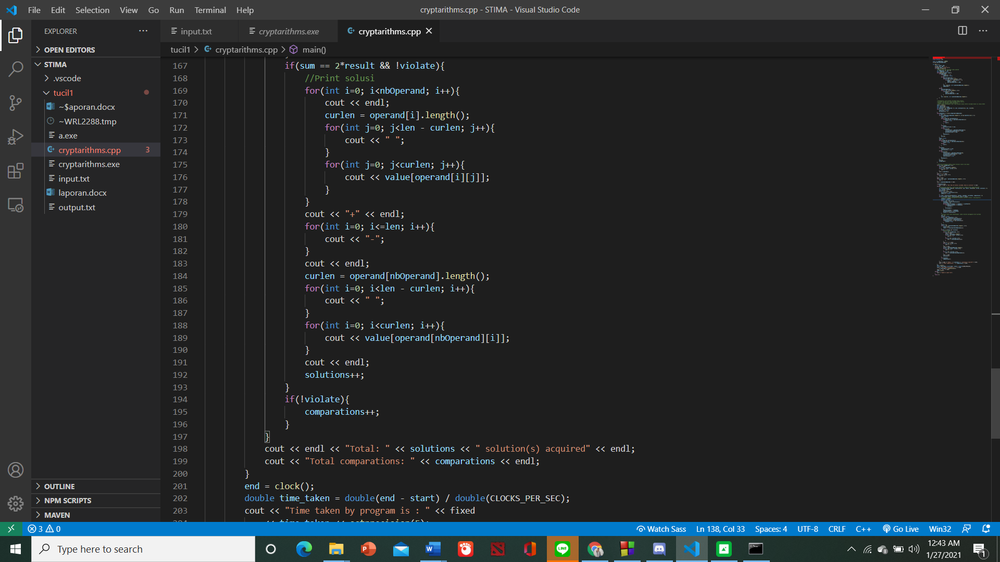 File Edit Selection View Go Run Terminal Help
cryptarithms.cpp - STIMA - Visual Studio Code
EXPLORER
input.txt
cryptarithms.exe
cryptarithms.cpp
OPEN EDITORS
tucil1 > cryptarithms.cpp > main()
STIMA
.vscode
tucil1
~$aporan.docx
~WRL2288.tmp
a.exe
cryptarithms.cpp 3
cryptarithms.exe
input.txt
laporan.docx
output.txt
OUTLINE
NPM SCRIPTS
MAVEN
167 if(sum == 2*result && !violate){
168 //Print solusi
169 for(int i=0; i<nbOperand; i++){
170 cout << endl;
171 curlen = operand[i].length();
172 for(int j=0; j<len - curlen; j++){
173 cout << " ";
174 }
175 for(int j=0; j<curlen; j++){
176 cout << value[operand[i][j]];
177 }
178 }
179 cout << "+" << endl;
180 for(int i=0; i<=len; i++){
181 cout << "-";
182 }
183 cout << endl;
184 curlen = operand[nbOperand].length();
185 for(int i=0; i<len - curlen; i++){
186 cout << " ";
187 }
188 for(int i=0; i<curlen; i++){
189 cout << value[operand[nbOperand][i]];
190 }
191 cout << endl;
192 solutions++;
193 }
194 if(!violate){
195 comparations++;
196 }
197 }
198 cout << endl << "Total: " << solutions << " solution(s) acquired" << endl;
199 cout << "Total comparations: " << comparations << endl;
200 }
201 end = clock();
202 double time_taken = double(end - start) / double(CLOCKS_PER_SEC);
203 cout << "Time taken by program is : " << fixed
204 << time_taken << setprecision(5);
3 0
Watch Sass
Ln 138, Col 33
Spaces: 4
UTF-8
CRLF
C++
Go Live
Win32
Type here to search
LINE
12:43 AM
1/27/2021
1